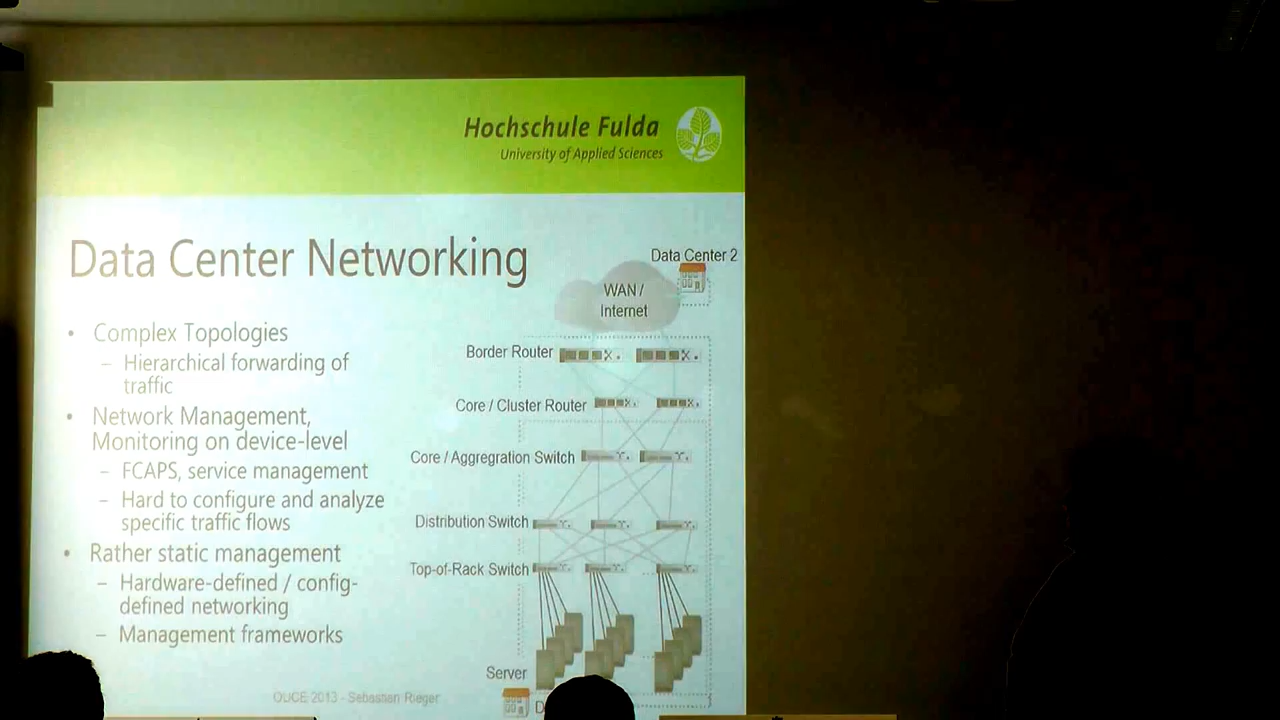 Hochschule Fulda
University of Applied Sciences
Data Center Networking
• Complex Topologies
– Hierarchical forwarding of
traffic
• Network Management,
Monitoring on device-level
– FCAPS, service management
– Hard to configure and analyze
specific traffic flows
• Rather static management
– Hardware-defined / config-
defined networking
– Management frameworks
Data Center 2
WAN /
Internet
Border Router
Core / Cluster Router
Core / Aggregration Switch
Distribution Switch
Top-of-Rack Switch
Server
OUCE 2013 - Sebastian Rieger